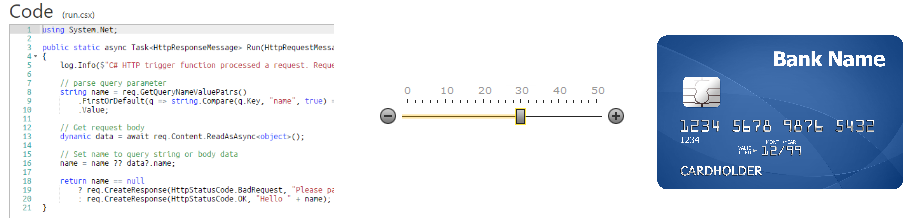 Code (run.csx)
1 using System.Net;
2
3 public static async Task<HttpResponseMessage> Run(HttpRequestMessa
4 {
5 log.Info($"C# HTTP trigger function processed a request. Reque
6
7 // parse query parameter
8 string name = req.GetQueryNameValuePairs()
9 .FirstOrDefault(q => string.Compare(q.Key, "name", true) =
10 .Value;
11
12 // Get request body
13 dynamic data = await req.Content.ReadAsAsync<object>();
14
15 // Set name to query string or body data
16 name = name ?? data?.name;
17
18 return name == null
19 ? req.CreateResponse(HttpStatusCode.BadRequest, "Please pa
20 : req.CreateResponse(HttpStatusCode.OK, "Hello " + name);
21 }
0 10 20 30 40 50
Bank Name
1234 5678 9876 5432
1234
12/99
CARDHOLDER